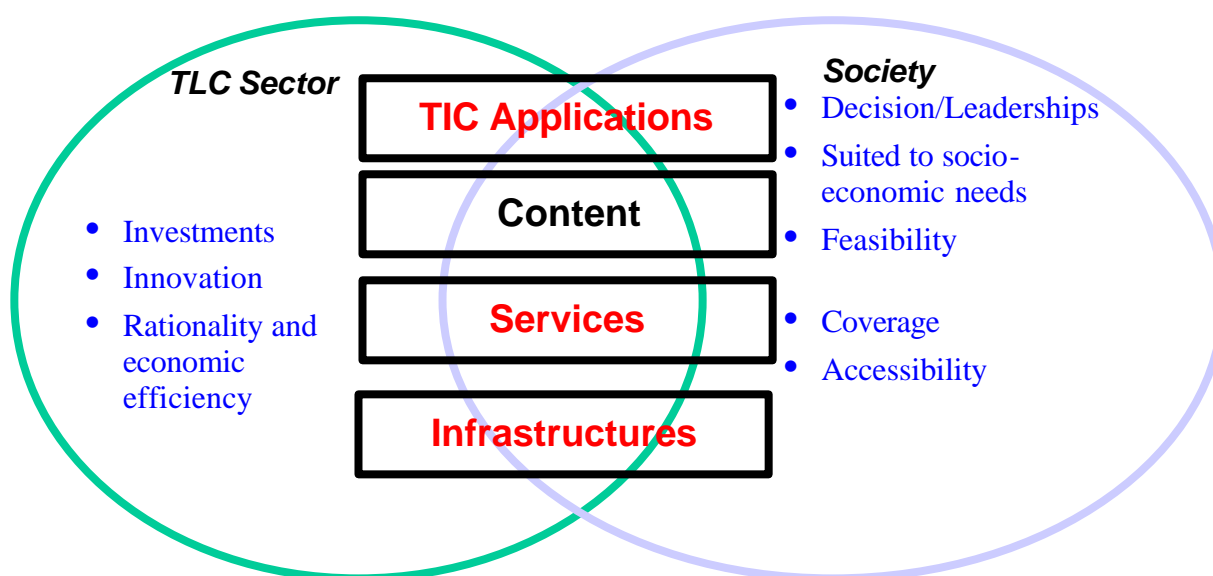 TLC Sector
• Investments
• Innovation
• Rationality and
economic
efficiency
TIC Applications
Content
Services
Infrastructures
Society
• Decision/Leaderships
• Suited to socio-
economic needs
• Feasibility
• Coverage
• Accessibility